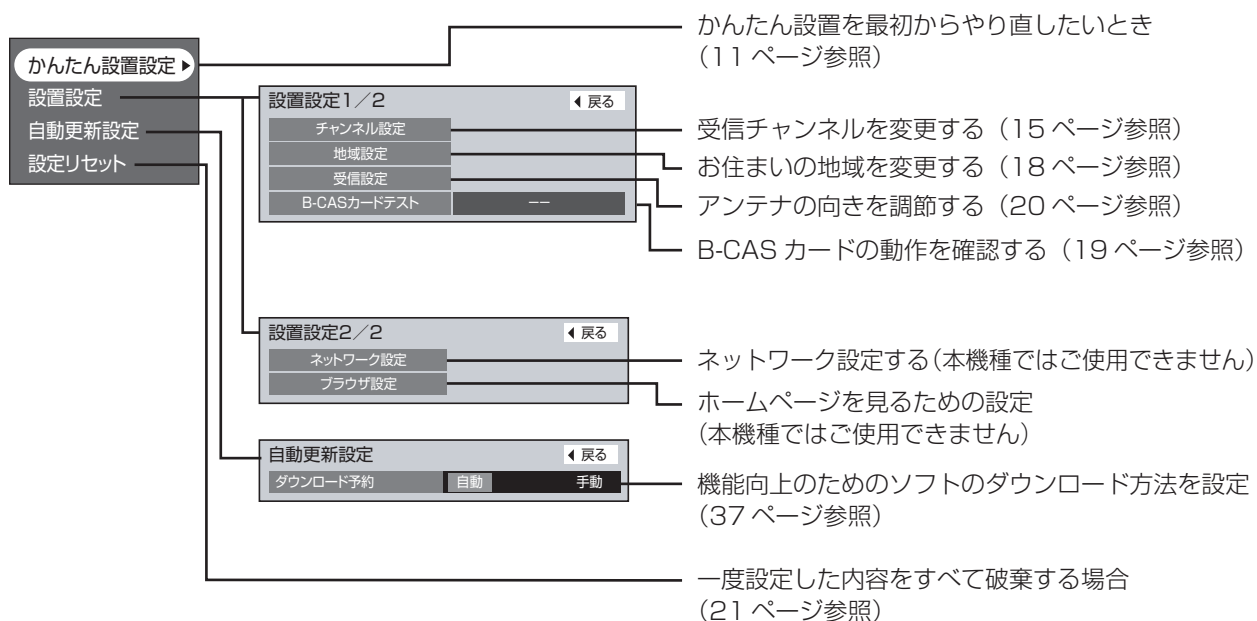 かんたん設置を最初からやり直したいとき
（11 ページ参照）
かんたん設置設定
設置設定
自動更新設定
設定リセット
設置設定1／2
戻る
チャンネル設定
地域設定
受信設定
B-CASカードテスト
−−
受信チャンネルを変更する（15 ページ参照）
お住まいの地域を変更する（18 ページ参照）
アンテナの向きを調節する（20 ページ参照）
B-CAS カードの動作を確認する（19 ページ参照）
設置設定2／2
戻る
ネットワーク設定
ブラウザ設定
ネットワーク設定する（本機種ではご使用できません）
ホームページを見るための設定
（本機種ではご使用できません）
自動更新設定
戻る
ダウンロード予約
自動
手動
機能向上のためのソフトのダウンロード方法を設定
（37 ページ参照）
一度設定した内容をすべて破棄する場合
（21 ページ参照）